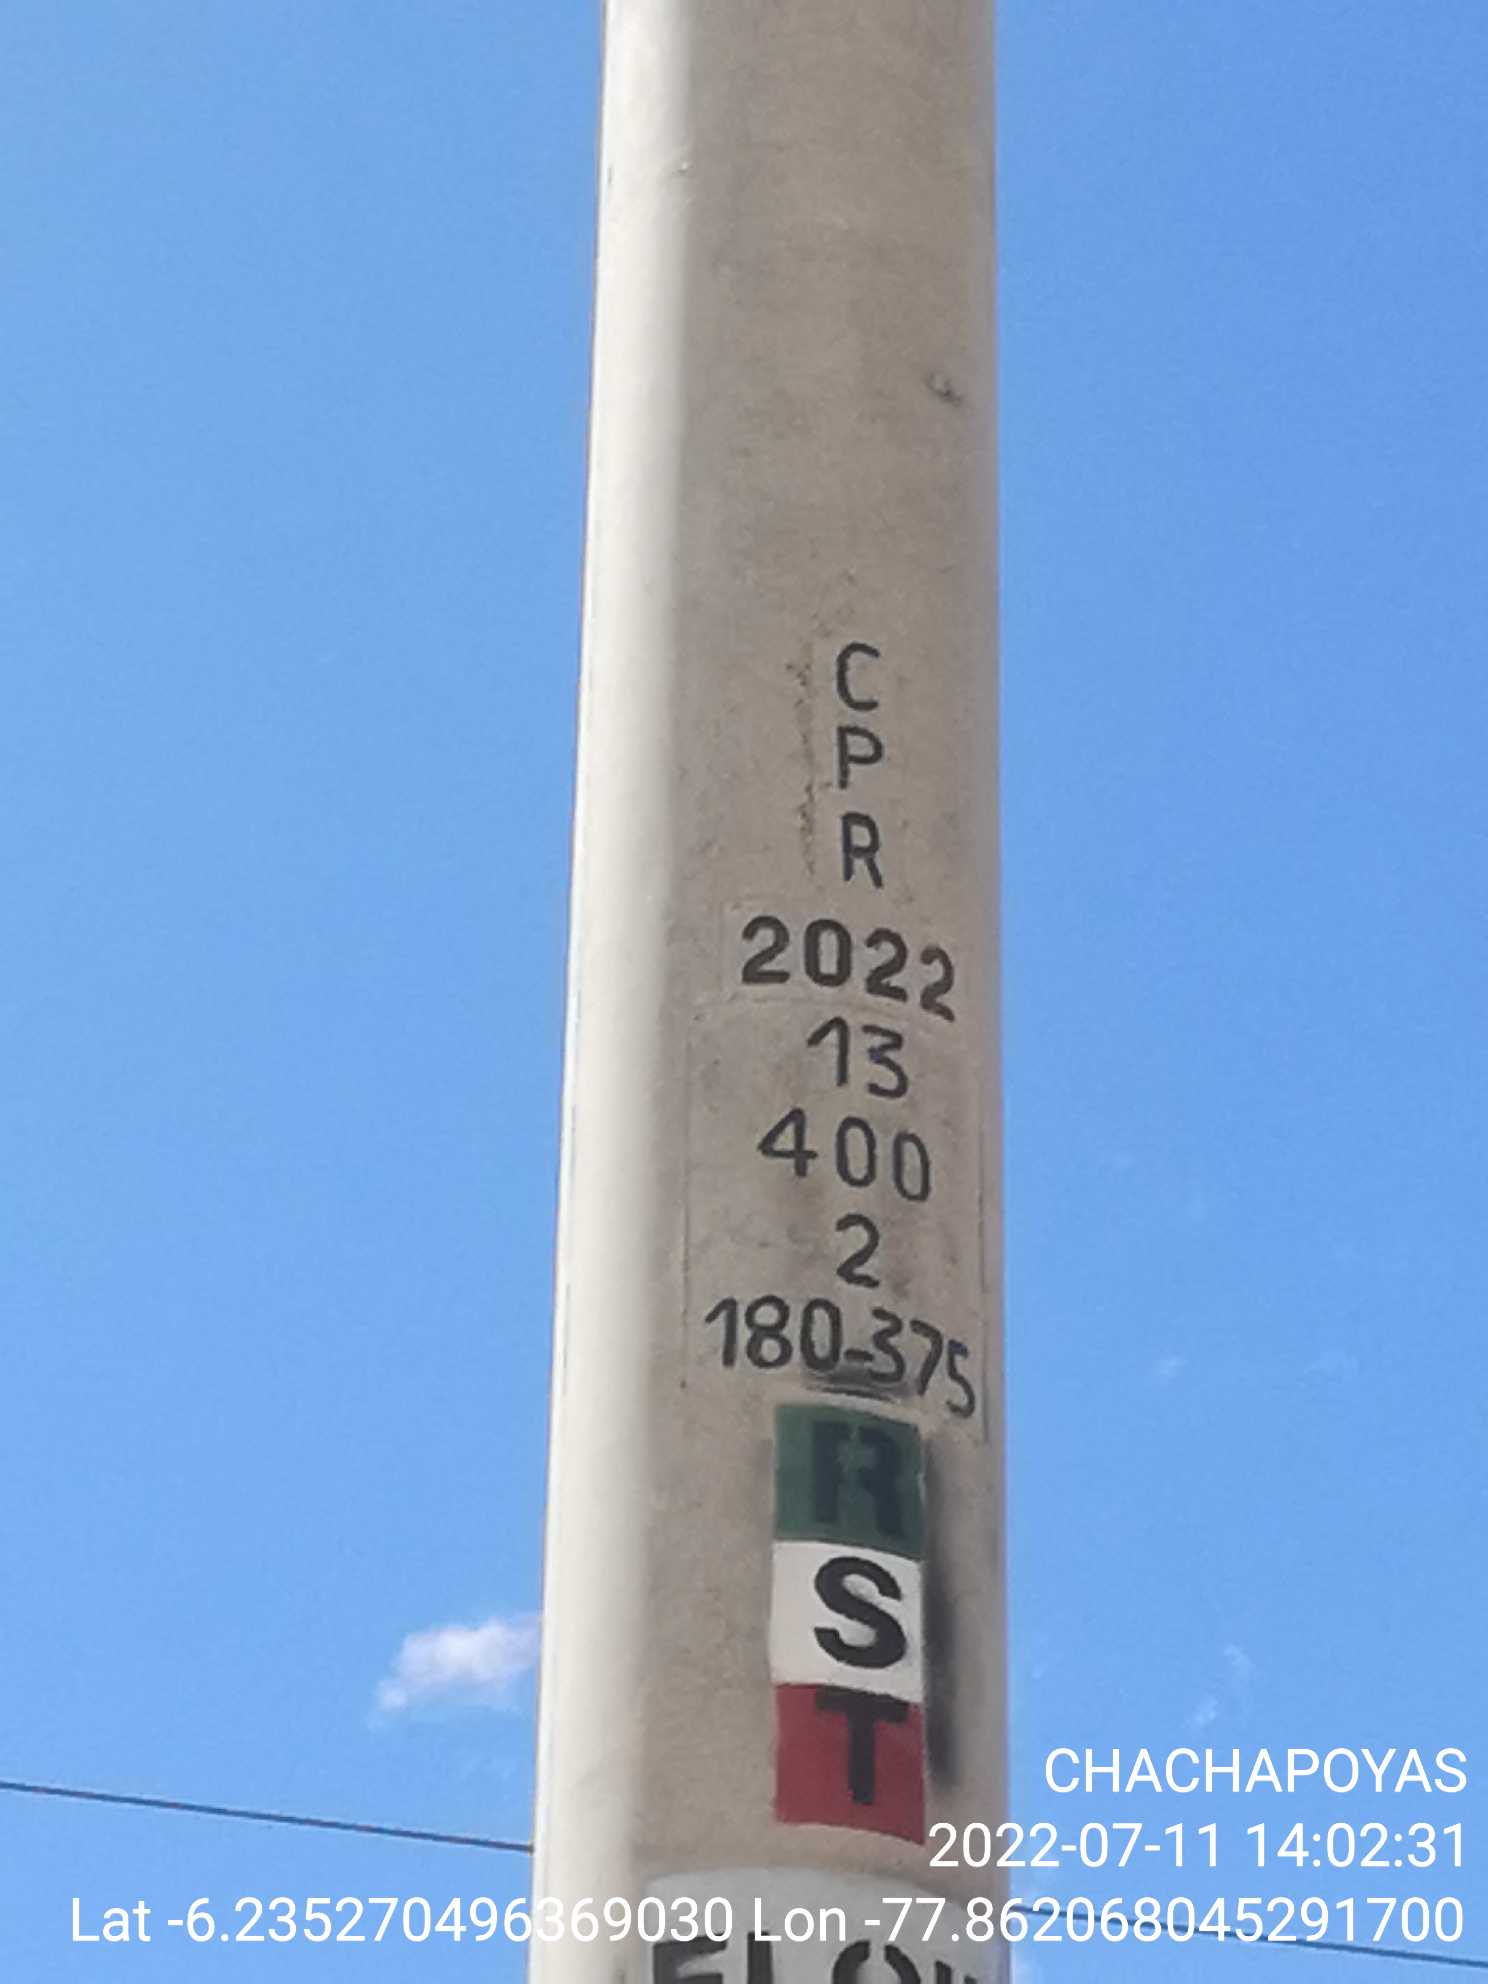 C
P
R
2022
13
400
2
180-375
R
S
T
CHACHAPOYAS
2022-07-11 14:02:31
Lat -6.235270496369030 Lon -77.862068045291700